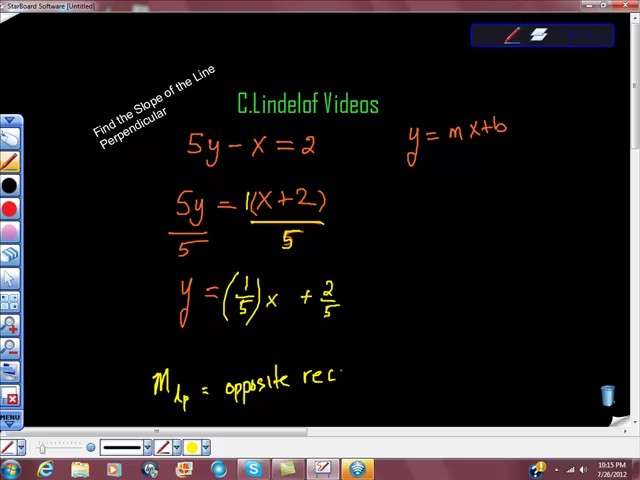 StarBoard Software [Untitled]
Find the Slope of the Line
Perpendicular
C.Lindelof Videos
5y - x = 2
y = mx+b
5y = 1(x + 2)
5 5
y = (1/5)x + 2/5
m⊥p = opposite rec
MENU
10:15 PM
7/26/2012